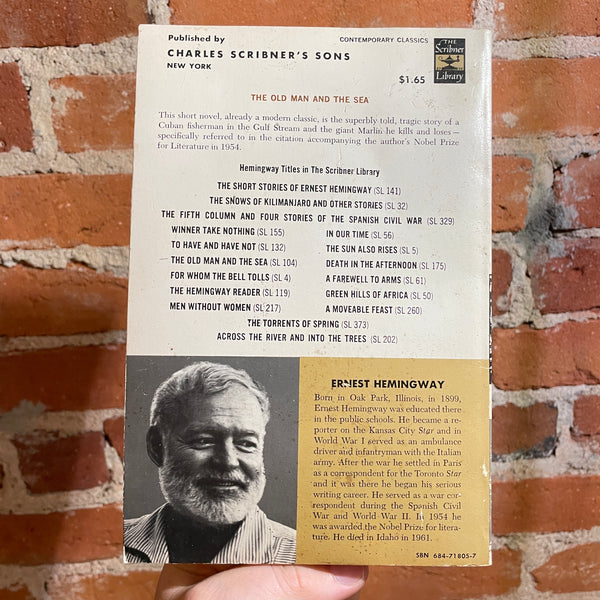 Published by
CONTEMPORARY CLASSICS
CHARLES SCRIBNER'S SONS
NEW YORK
$1.65
THE
Scribner
Library
THE OLD MAN AND THE SEA
This short novel, already a modern classic, is the superbly told, tragic story of a
Cuban fisherman in the Gulf Stream and the giant Marlin he kills and loses—
specifically referred to in the citation accompanying the author's Nobel Prize
for Literature in 1954.
Hemingway Titles in The Scribner Library
THE SHORT STORIES OF ERNEST HEMINGWAY (SL 141)
THE SNOWS OF KILIMANJARO AND OTHER STORIES (SL 32)
THE FIFTH COLUMN AND FOUR STORIES OF THE SPANISH CIVIL WAR (SL 329)
WINNER TAKE NOTHING (SL 155)
IN OUR TIME (SL 56)
TO HAVE AND HAVE NOT (SL 132)
THE SUN ALSO RISES (SL 5)
THE OLD MAN AND THE SEA (SL 104)
DEATH IN THE AFTERNOON (SL 175)
FOR WHOM THE BELL TOLLS (SL 4)
A FAREWELL TO ARMS (SL 61)
THE HEMINGWAY READER (SL 119)
GREEN HILLS OF AFRICA (SL 50)
MEN WITHOUT WOMEN (SL 217)
A MOVEABLE FEAST (SL 260)
THE TORRENTS OF SPRING (SL 373)
ACROSS THE RIVER AND INTO THE TREES (SL 202)
ERNEST HEMINGWAY
Born in Oak Park, Illinois, in 1899,
Ernest Hemingway was educated there
in the public schools. He became a re-
porter on the Kansas City Star and in
World War I served as an ambulance
driver and infantryman with the Italian
army. After the war he settled in Paris
as a correspondent for the Toronto Star
and it was there he began his serious
writing career. He served as a war cor-
respondent during the Spanish Civil
War and World War II. In 1954 he
was awarded the Nobel Prize for litera-
ture. He died in Idaho in 1961.
SBN 684-71805-7